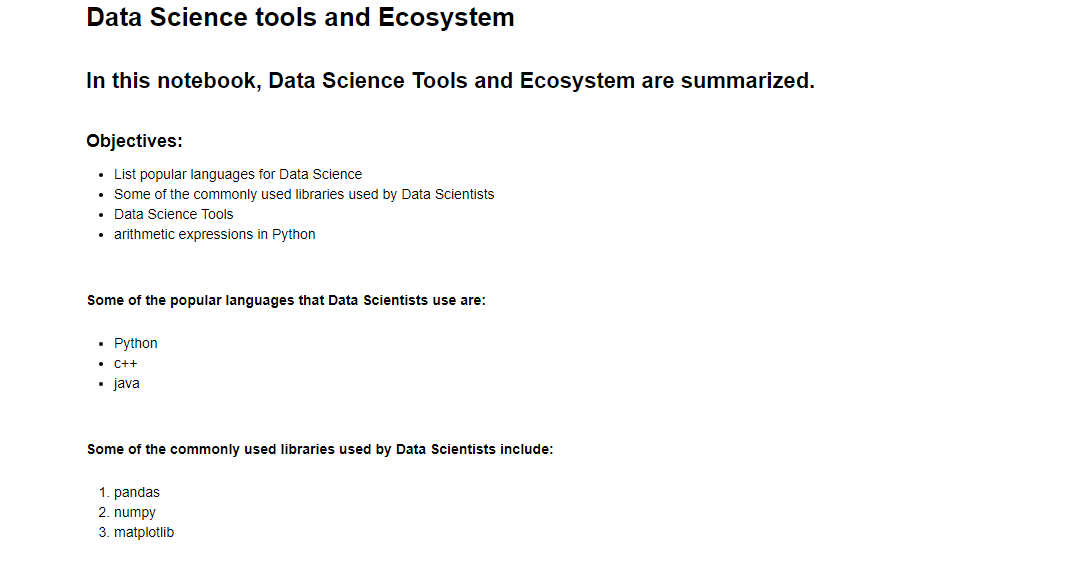 Data Science tools and Ecosystem
In this notebook, Data Science Tools and Ecosystem are summarized.
Objectives:
• List popular languages for Data Science
• Some of the commonly used libraries used by Data Scientists
• Data Science Tools
• arithmetic expressions in Python
Some of the popular languages that Data Scientists use are:
• Python
• c++
• java
Some of the commonly used libraries used by Data Scientists include:
1. pandas
2. numpy
3. matplotlib